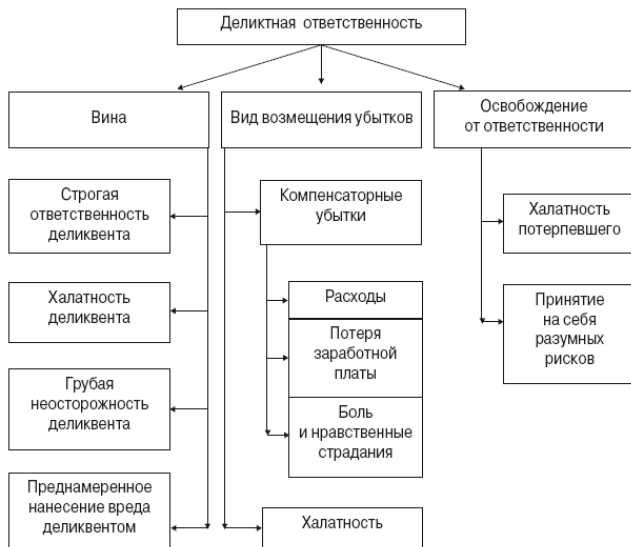 Деликтная ответственность
Вина
Вид возмещения убытков
Освобождение
от ответственности
Строгая
ответственность
деликвента
Халатность
деликвента
Грубая
неосторожность
деликвента
Преднамеренное
нанесение вреда
деликвентом
Компенсаторные
убытки
Расходы
Потеря
заработной
платы
Боль
и нравственные
страдания
Халатность
Халатность
потерпевшего
Принятие
на себя
разумных
рисков